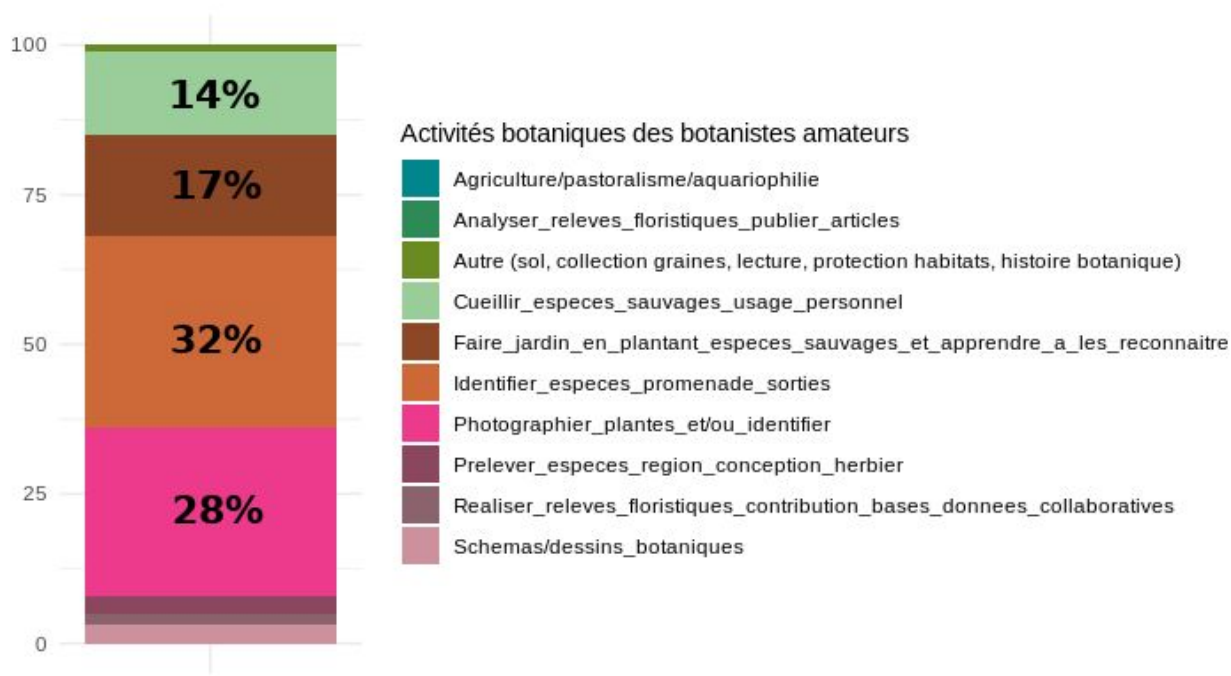 100
75
50
25
0
14%
17%
32%
28%
Activités botaniques des botanistes amateurs
Agriculture/pastoralisme/aquariophilie
Analyser_releves_floristiques_publier_articles
Autre (sol, collection graines, lecture, protection habitats, histoire botanique)
Cueillir_especes_sauvages_usage_personnel
Faire_jardin_en_plantant_especes_sauvages_et_apprendre_a_les_reconnaitre
Identifier_especes_promenade_sorties
Photographier_plantes_et/ou_identifier
Prelever_especes_region_conception_herbier
Realiser_releves_floristiques_contribution_bases_donnees_collaboratives
Schemas/dessins_botaniques